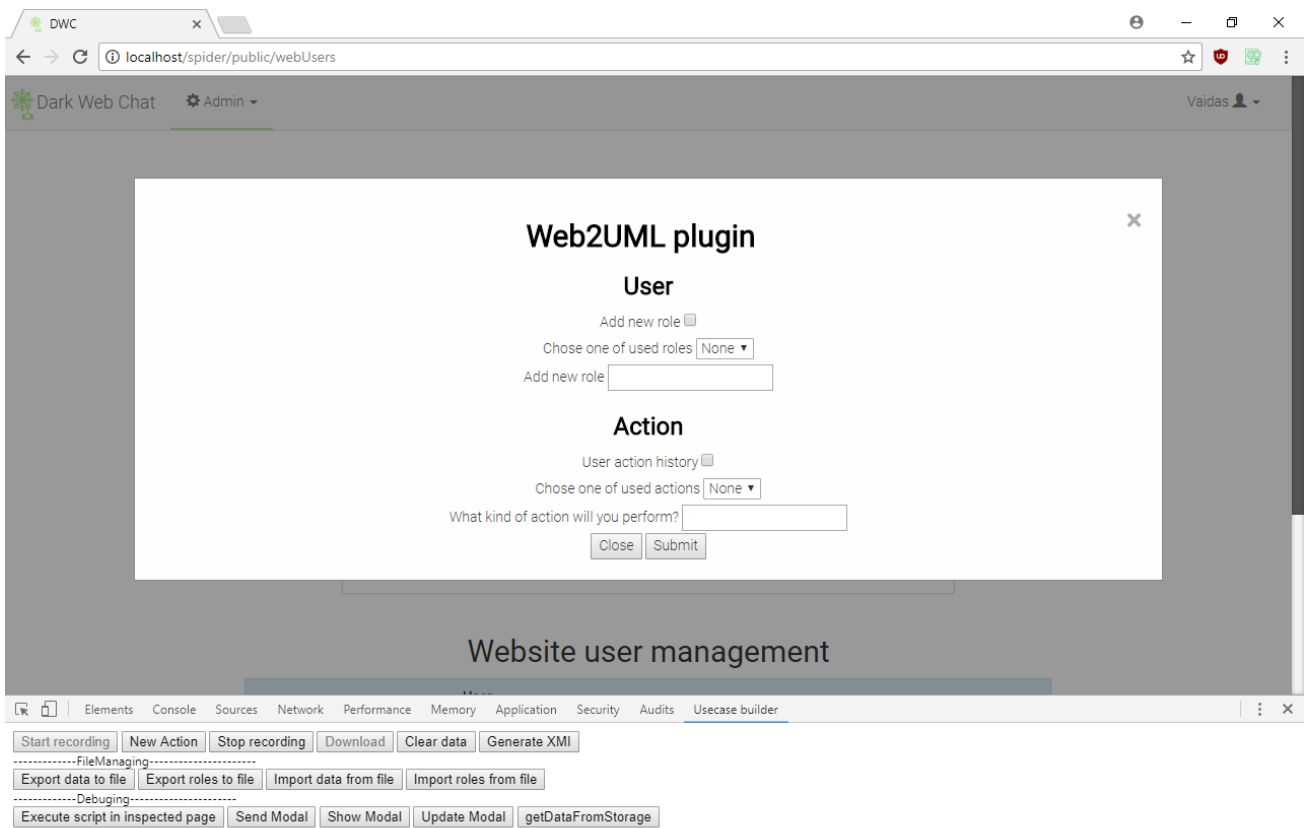 DWC
localhost/spider/public/webUsers
Dark Web Chat Admin Vaidas
Web2UML plugin
User
Add new role
Chose one of used roles None
Add new role
Action
User action history
Chose one of used actions None
What kind of action will you perform?
Close Submit
Website user management
Elements Console Sources Network Performance Memory Application Security Audits Usecase builder
Start recording New Action Stop recording Download Clear data Generate XMI
-------------FileManaging----------------------
Export data to file Export roles to file Import data from file Import roles from file
-------------Debuging----------------------
Execute script in inspected page Send Modal Show Modal Update Modal getDataFromStorage